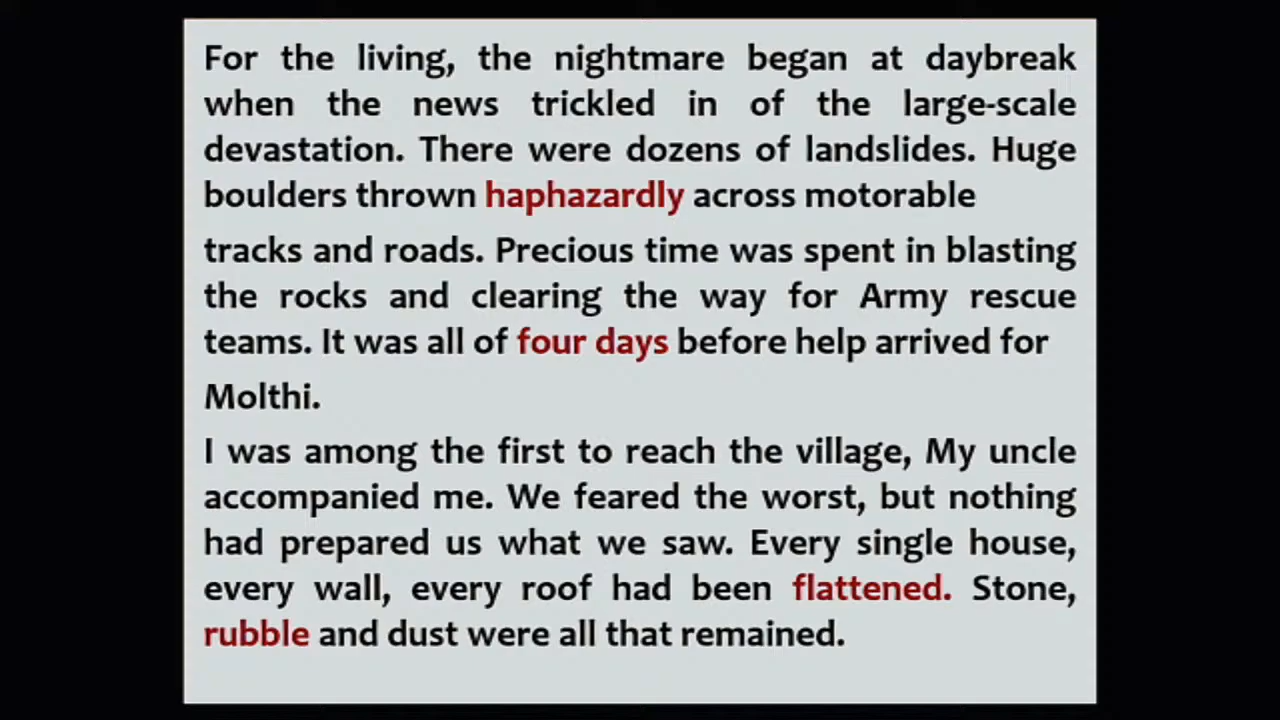 For the living, the nightmare began at daybreak
when the news trickled in of the large-scale
devastation. There were dozens of landslides. Huge
boulders thrown haphazardly across motorable
tracks and roads. Precious time was spent in blasting
the rocks and clearing the way for Army rescue
teams. It was all of four days before help arrived for
Molthi.
I was among the first to reach the village, My uncle
accompanied me. We feared the worst, but nothing
had prepared us what we saw. Every single house,
every wall, every roof had been flattened. Stone,
rubble and dust were all that remained.